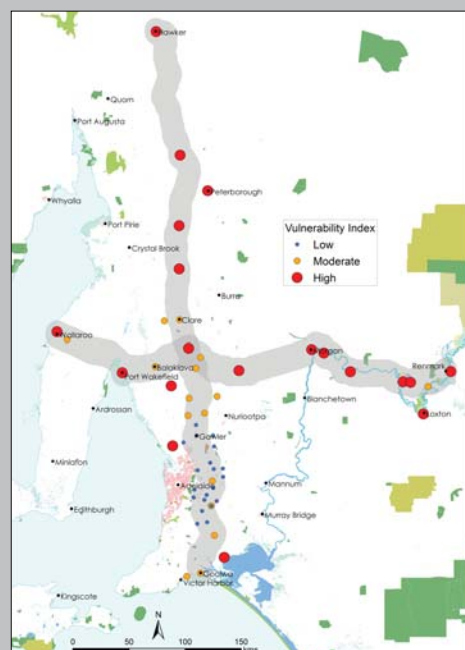 Hawker
Quorn
Port Augusta
Peterborough
Whyalla
Port Pirie
Crystal Brook
Vulnerability Index
Low
Moderate
High
Burra
Clare
Wallaroo
Morgan
Balaklava
Port Wakefield
Renmark
Blanchetown
Ardrossan
Loxton
Nuriootpa
Gawler
Minlaton
Adelaide
Mannum
Edithburgh
Murray Bridge
Goolwa
Victor Harbor
Kingscote
N
0 50 100 150